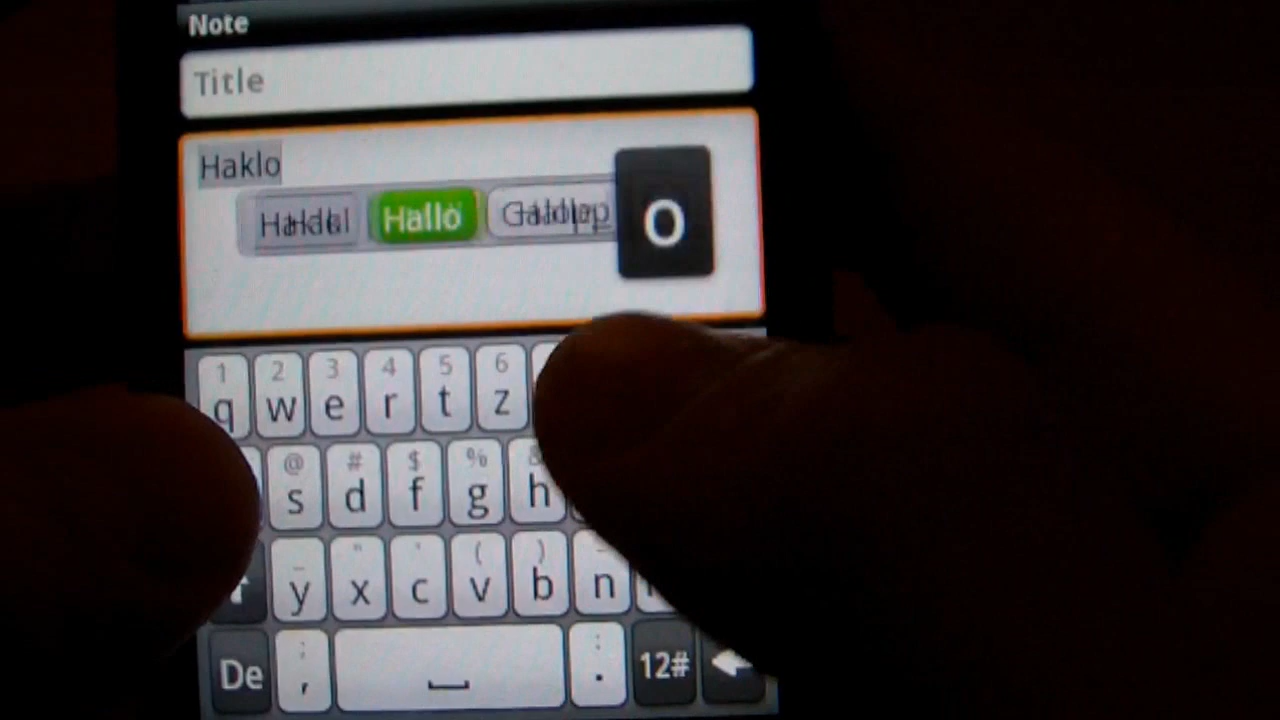 Note
Title
Haklo
Hallo
O
1 2 3 4 5 6
q w e r t z
@ # $ %
s d f g h
_ " ' ( )
y x c v b n
De , ; . : 12#